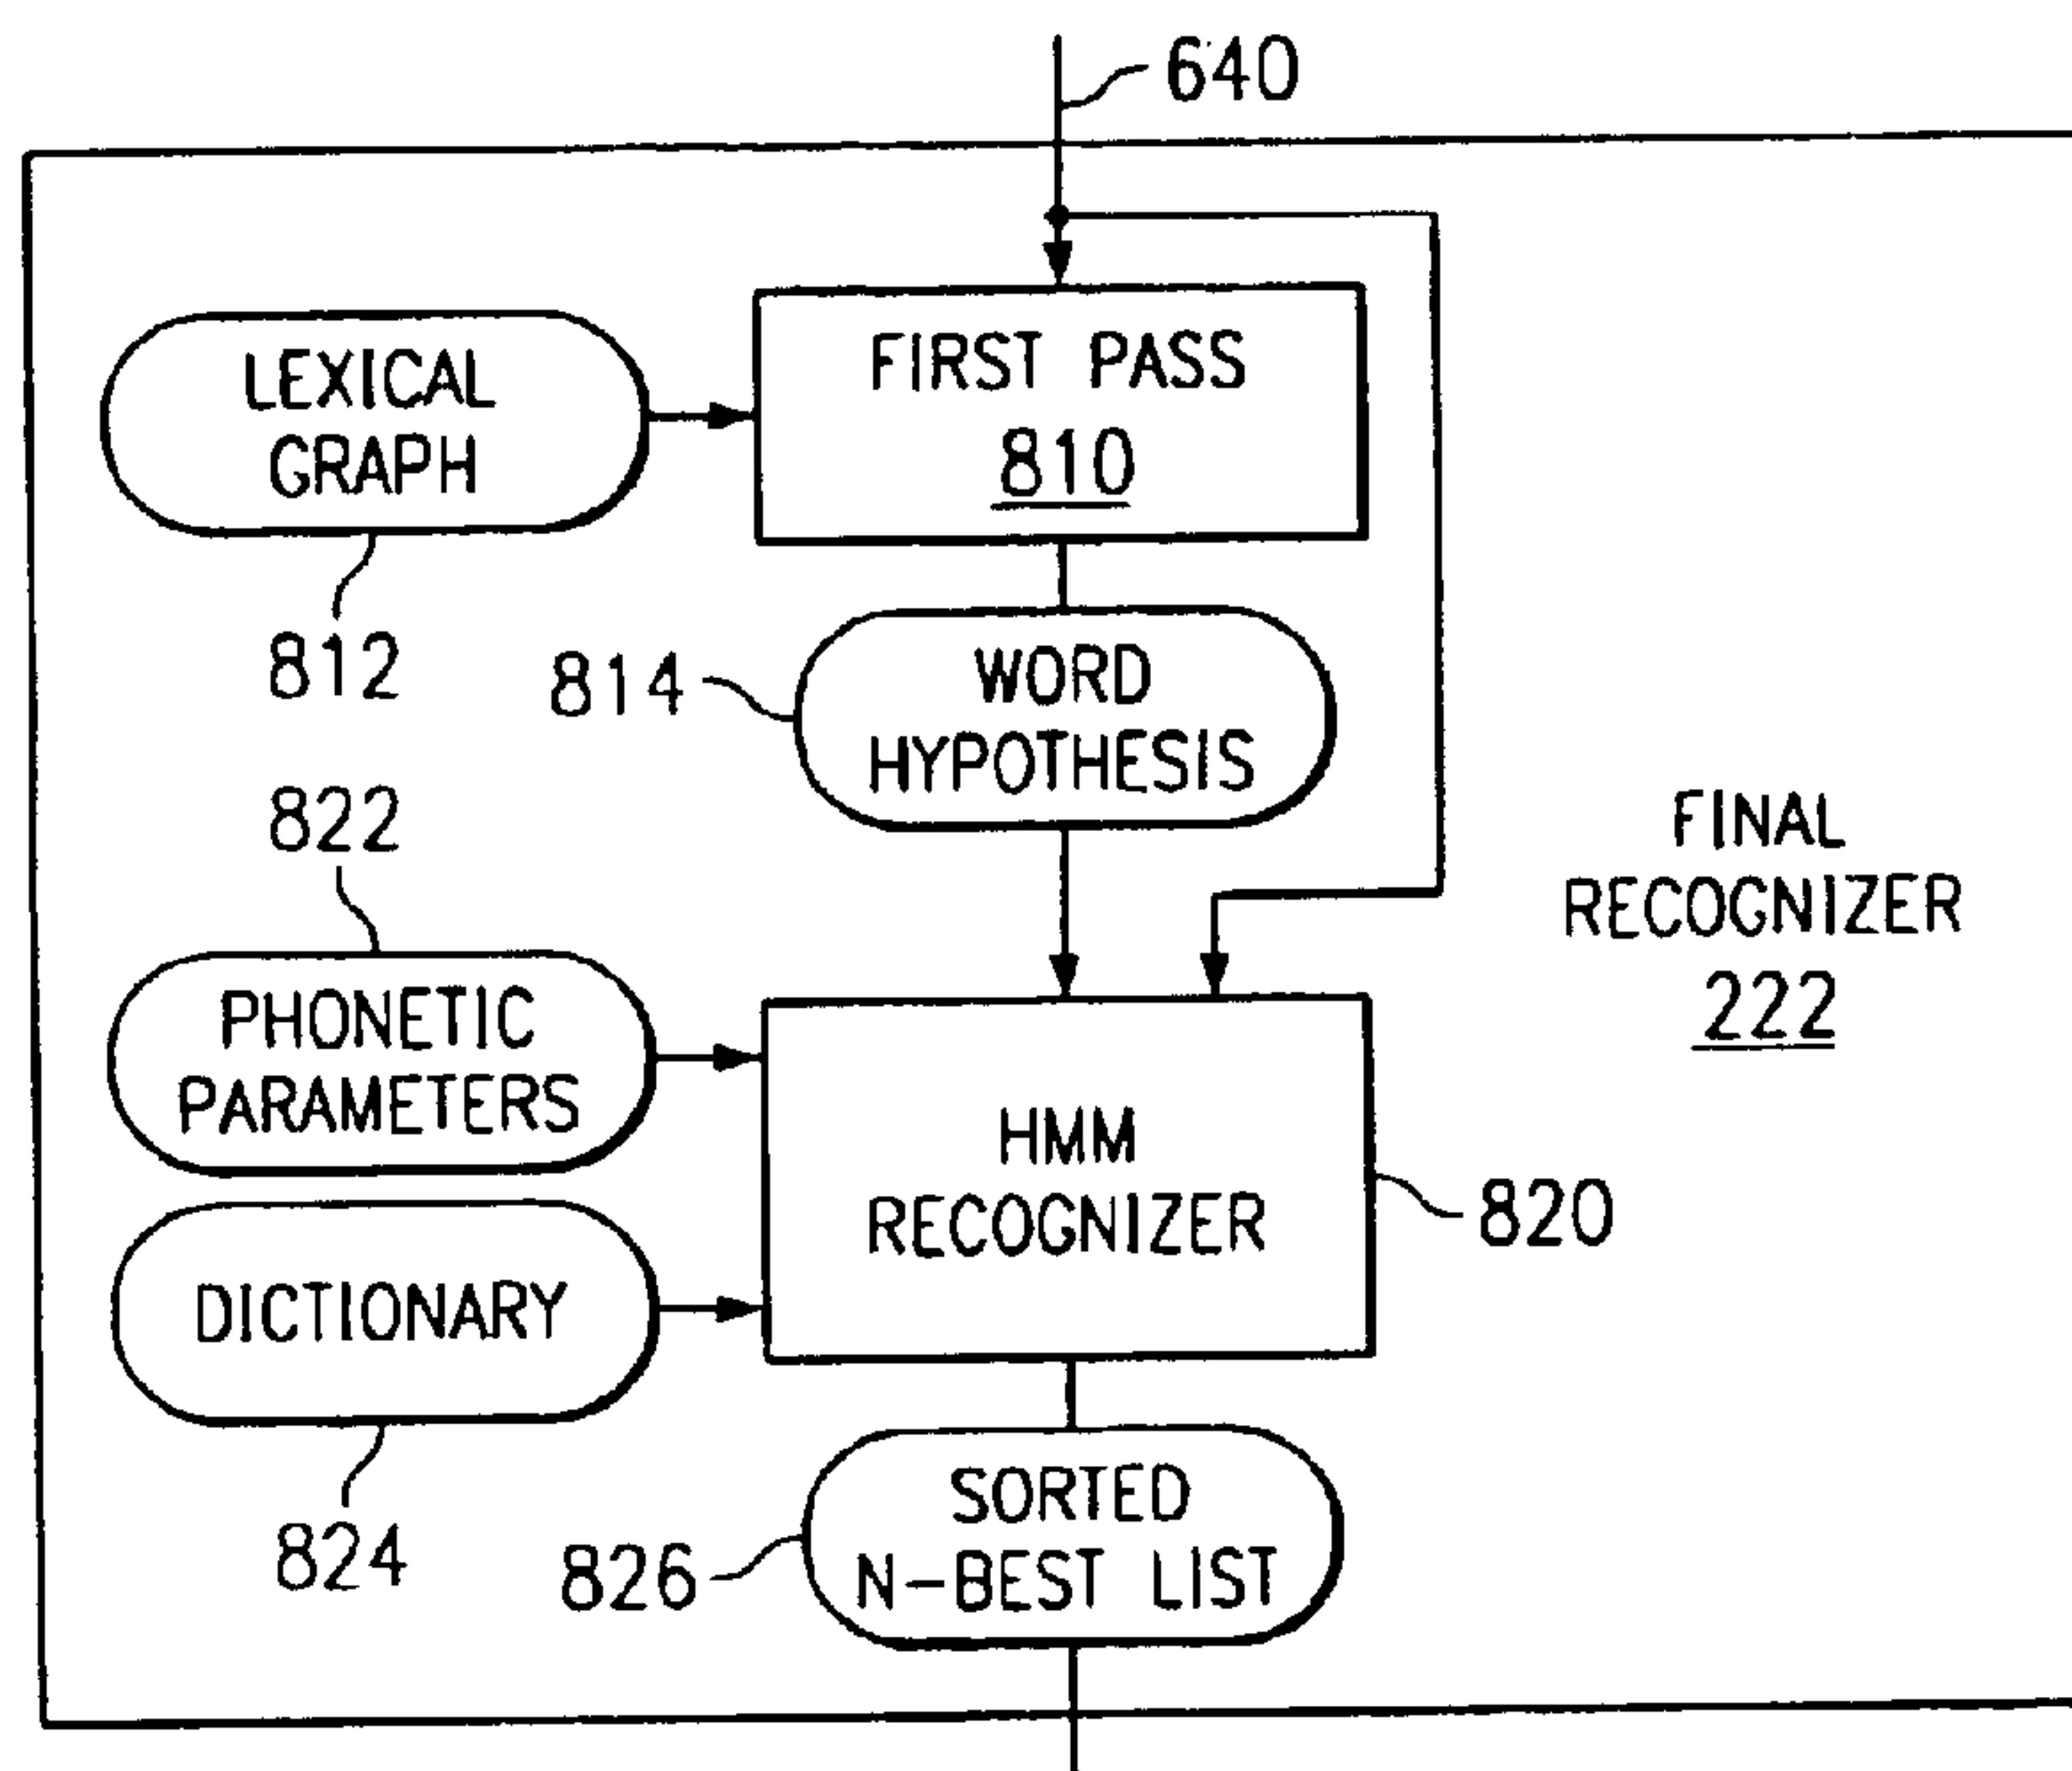 640
LEXICAL
GRAPH
812
FIRST PASS
810
814
WORD
HYPOTHESIS
822
PHONETIC
PARAMETERS
FINAL
RECOGNIZER
222
HMM
RECOGNIZER
820
DICTIONARY
824
826
SORTED
N-BEST LIST